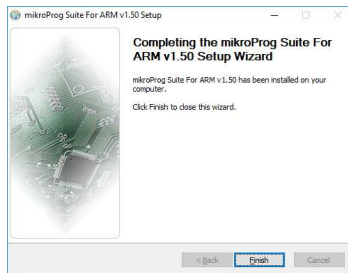 mikroProg Suite For ARM v1.50 Setup
Completing the mikroProg Suite For
ARM v1.50 Setup Wizard
mikroProg Suite For ARM v1.50 has been installed on your
computer.
Click Finish to close this wizard.
< Back Finish Cancel